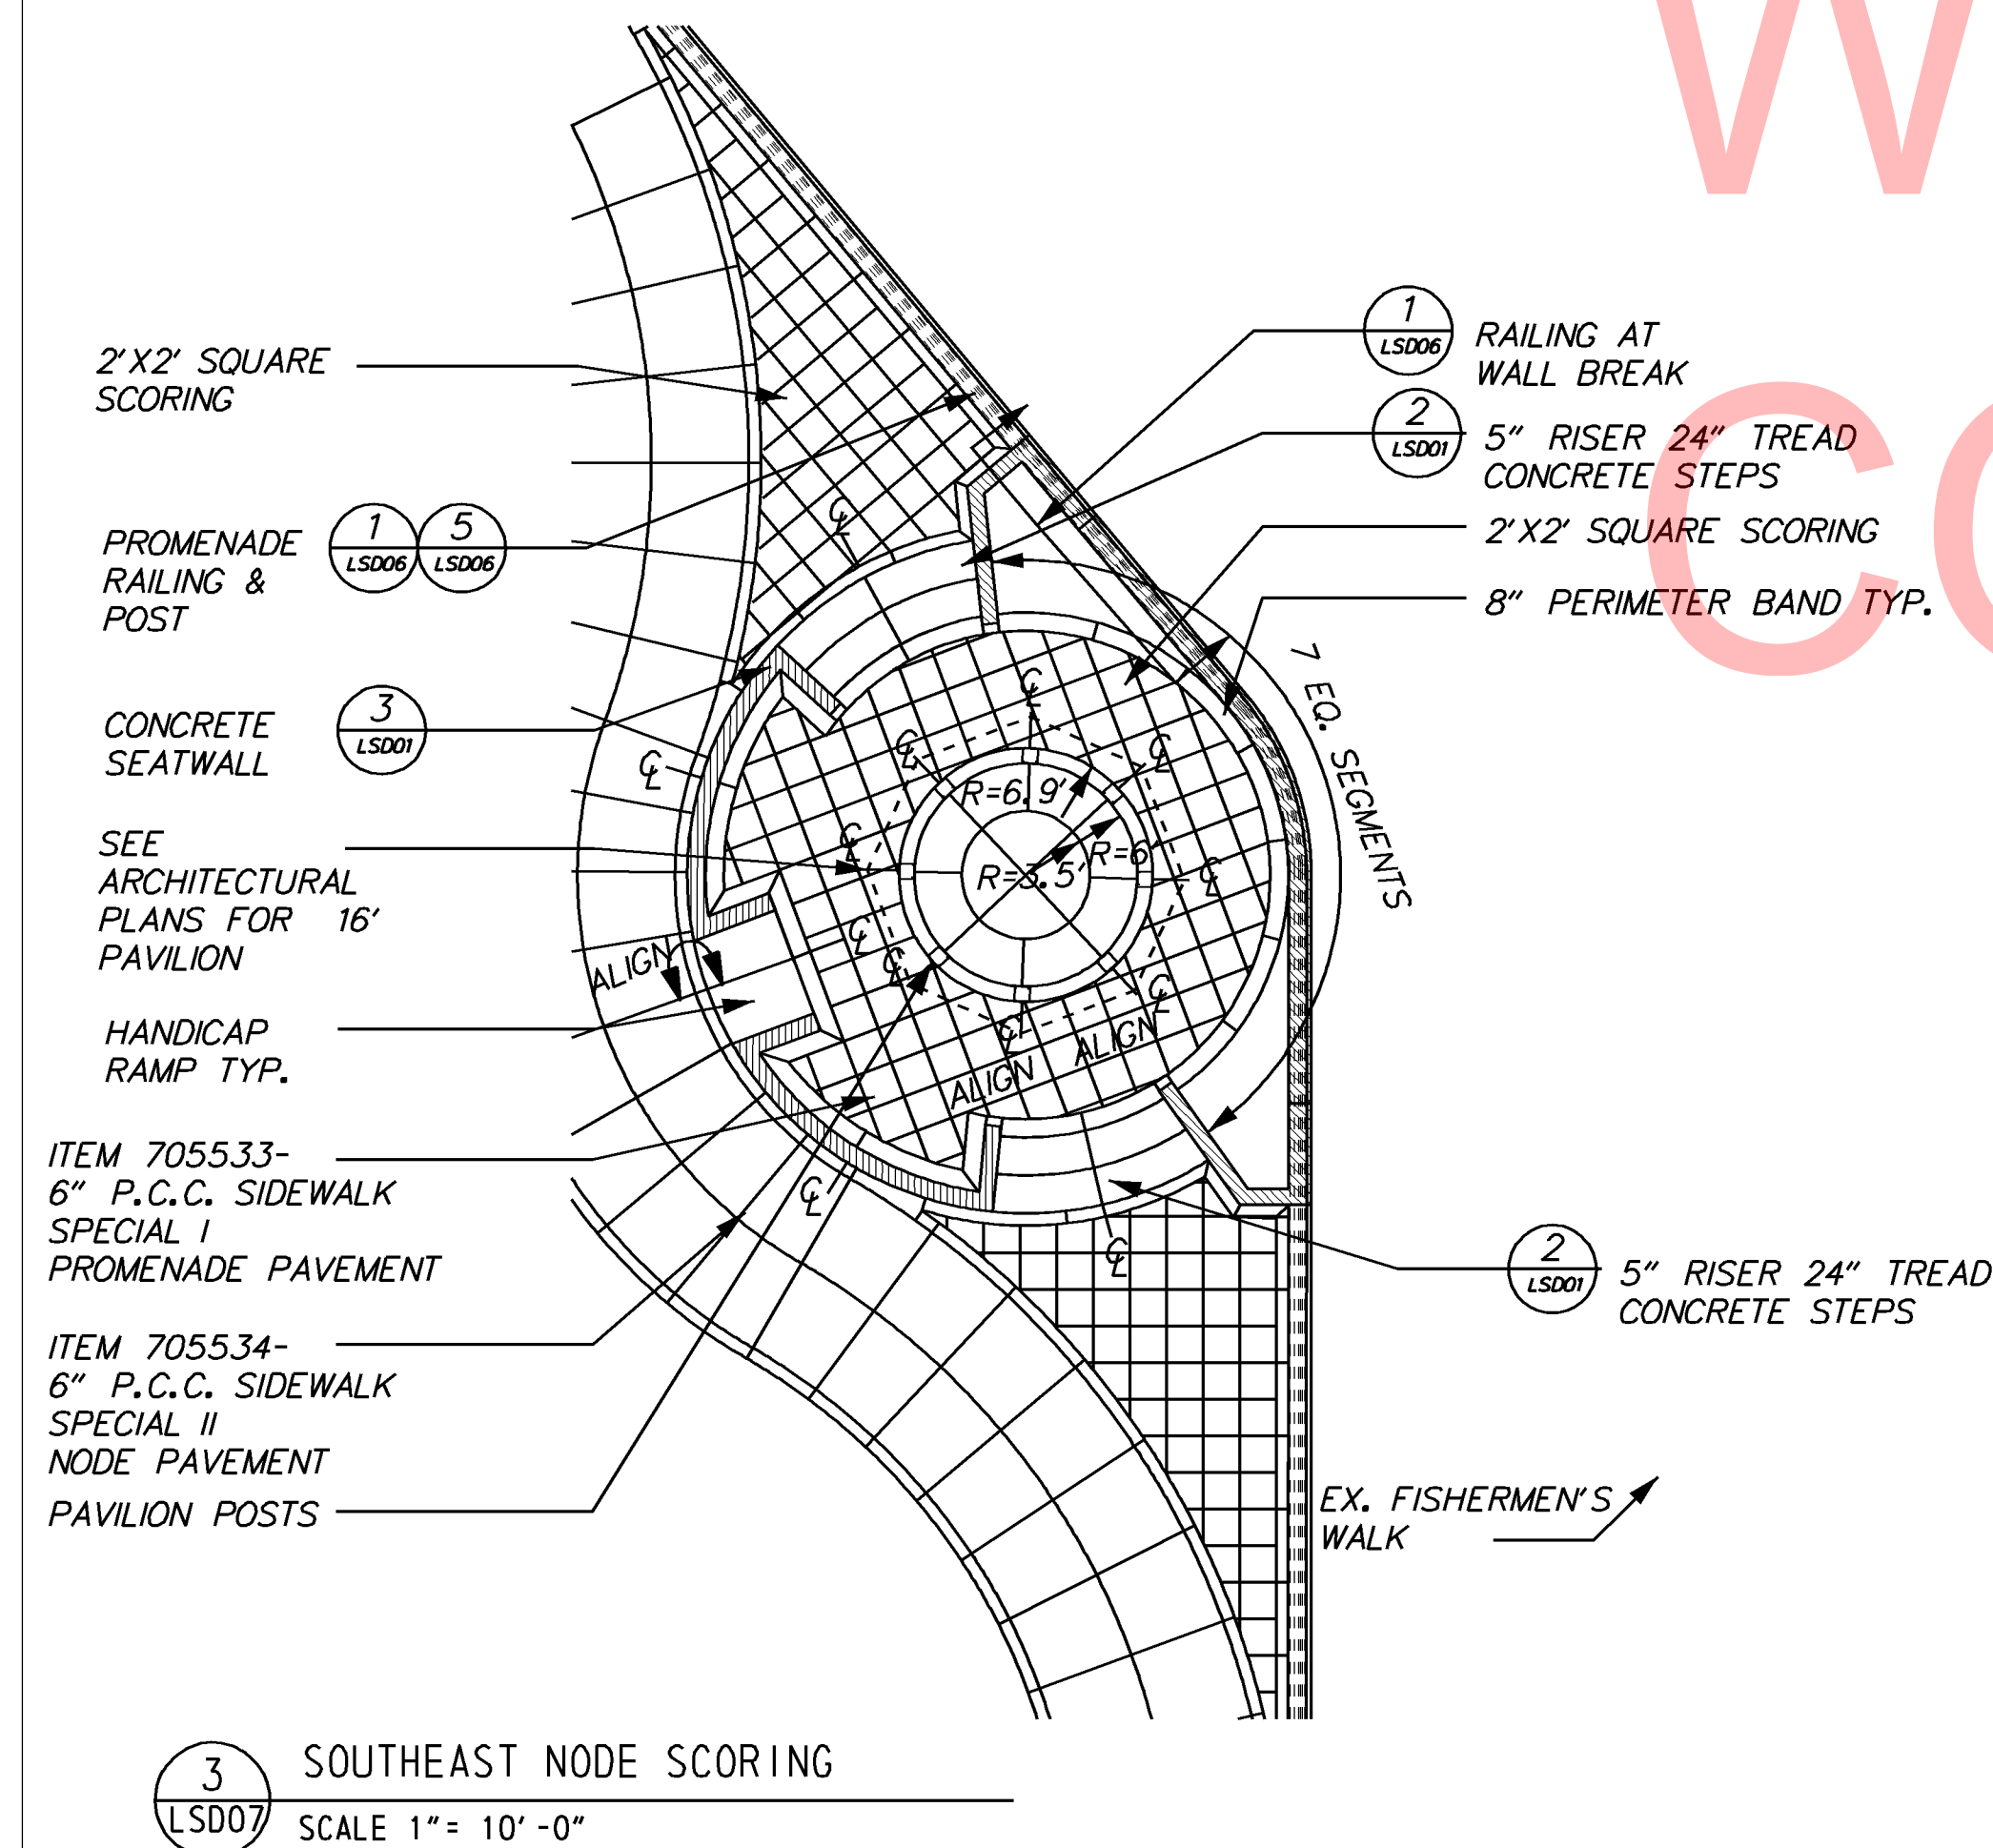 W
CO
2'X2' SQUARE
SCORING
1
LSD06
RAILING AT
WALL BREAK
2
LSD01
5" RISER 24" TREAD
CONCRETE STEPS
2'X2' SQUARE SCORING
8" PERIMETER BAND TYP.
PROMENADE
RAILING &
POST
1
LSD06
5
LSD06
CONCRETE
SEATWALL
3
LSD01
SEE
ARCHITECTURAL
PLANS FOR 16'
PAVILION
HANDICAP
RAMP TYP.
ITEM 705533-
6" P.C.C. SIDEWALK
SPECIAL I
PROMENADE PAVEMENT
ITEM 705534-
6" P.C.C. SIDEWALK
SPECIAL II
NODE PAVEMENT
PAVILION POSTS
7 EQ. SEGMENTS
R=6.9'
R=6'
R=3.5'
ALIGN
ALIGN
ALIGN
℄
℄
℄
℄
℄
℄
℄
℄
℄
℄
℄
℄
℄
2
LSD01
5" RISER 24" TREAD
CONCRETE STEPS
EX. FISHERMEN'S
WALK
3
LSD07
SOUTHEAST NODE SCORING
SCALE 1"= 10'-0"